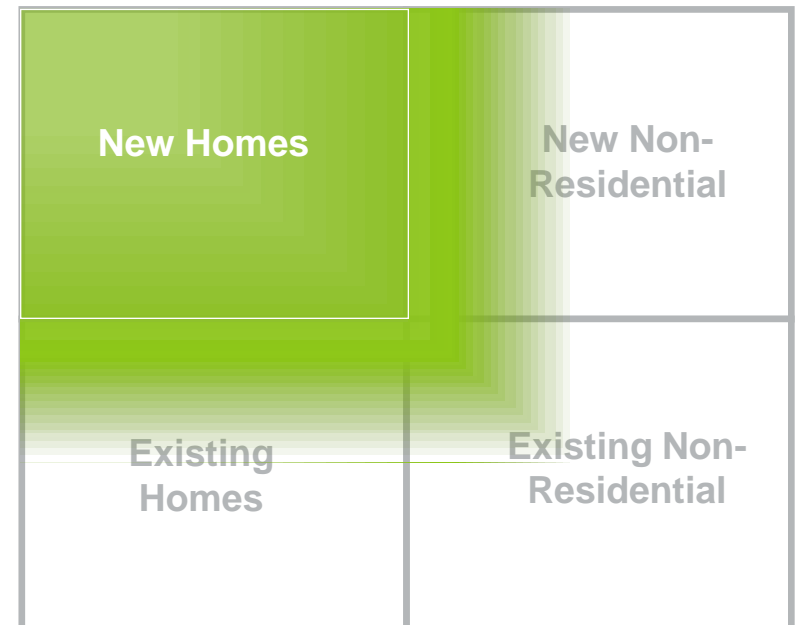 New Homes
New Non-
Residential
Existing
Homes
Existing Non-
Residential